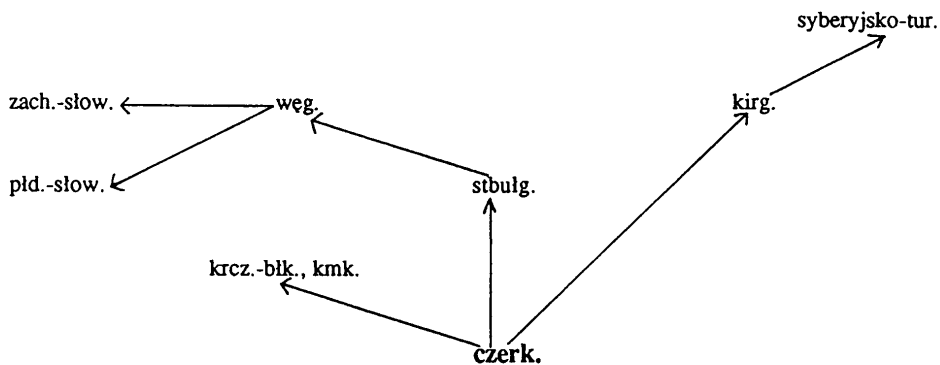 syberyjsko-tur.
zach.-słow. węg. kirg.
płd.-słow. stbułg.
krcz.-błk., kmk.
czerk.